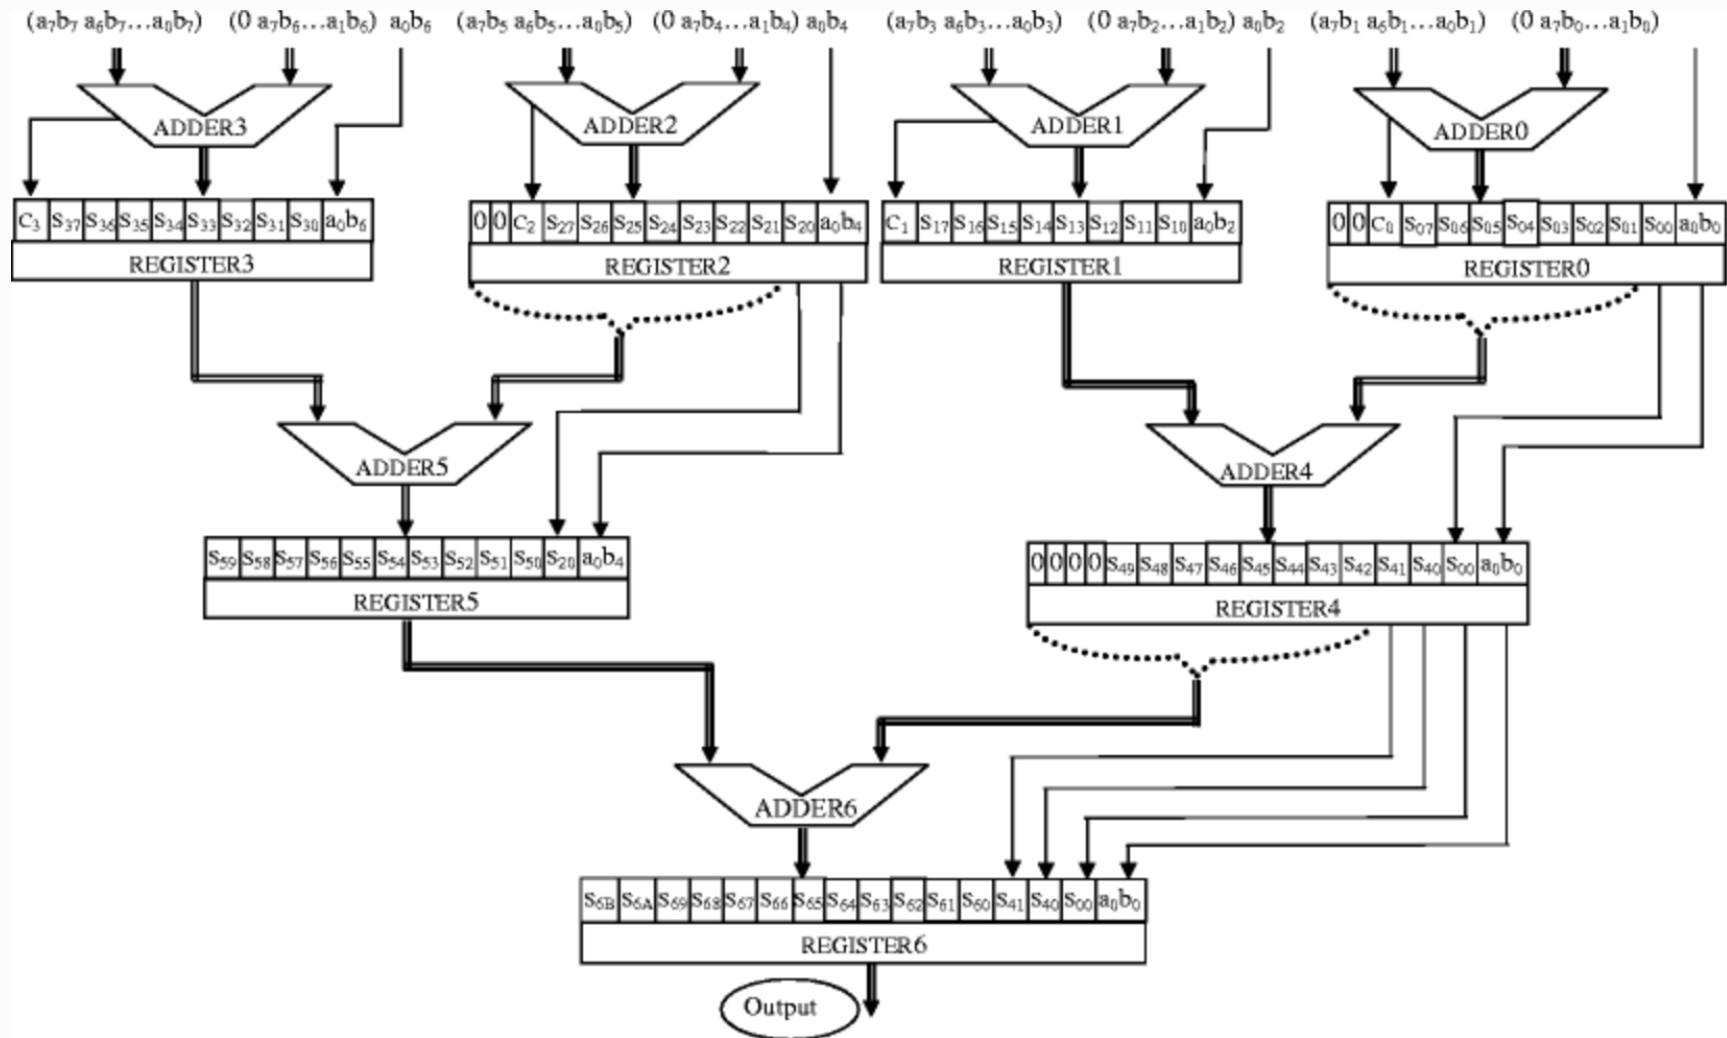 (a₇b₇ a₆b₇…a₀b₇) (0 a₇b₆…a₁b₆) a₀b₆ (a₇b₅ a₆b₅…a₀b₅) (0 a₇b₄…a₁b₄) a₀b₄ (a₇b₃ a₆b₃…a₀b₃) (0 a₇b₂…a₁b₂) a₀b₂ (a₇b₁ a₆b₁…a₀b₁) (0 a₇b₀…a₁b₀)
ADDER3 ADDER2 ADDER1 ADDER0
C₃ S₃₇ S₃₆ S₃₅ S₃₄ S₃₃ S₃₂ S₃₁ S₃₀ a₀b₆ 0 0 C₂ S₂₇ S₂₆ S₂₅ S₂₄ S₂₃ S₂₂ S₂₁ S₂₀ a₀b₄ C₁ S₁₇ S₁₆ S₁₅ S₁₄ S₁₃ S₁₂ S₁₁ S₁₀ a₀b₂ 0 0 C₀ S₀₇ S₀₆ S₀₅ S₀₄ S₀₃ S₀₂ S₀₁ S₀₀ a₀b₀
REGISTER3 REGISTER2 REGISTER1 REGISTER0
ADDER5 ADDER4
S₅₉ S₅₈ S₅₇ S₅₆ S₅₅ S₅₄ S₅₃ S₅₂ S₅₁ S₅₀ S₂₀ a₀b₄ 0 0 0 0 S₄₉ S₄₈ S₄₇ S₄₆ S₄₅ S₄₄ S₄₃ S₄₂ S₄₁ S₄₀ S₀₀ a₀b₀
REGISTER5 REGISTER4
ADDER6
S₆B S₆A S₆₉ S₆₈ S₆₇ S₆₆ S₆₅ S₆₄ S₆₃ S₆₂ S₆₁ S₆₀ S₄₁ S₄₀ S₀₀ a₀b₀
REGISTER6
Output